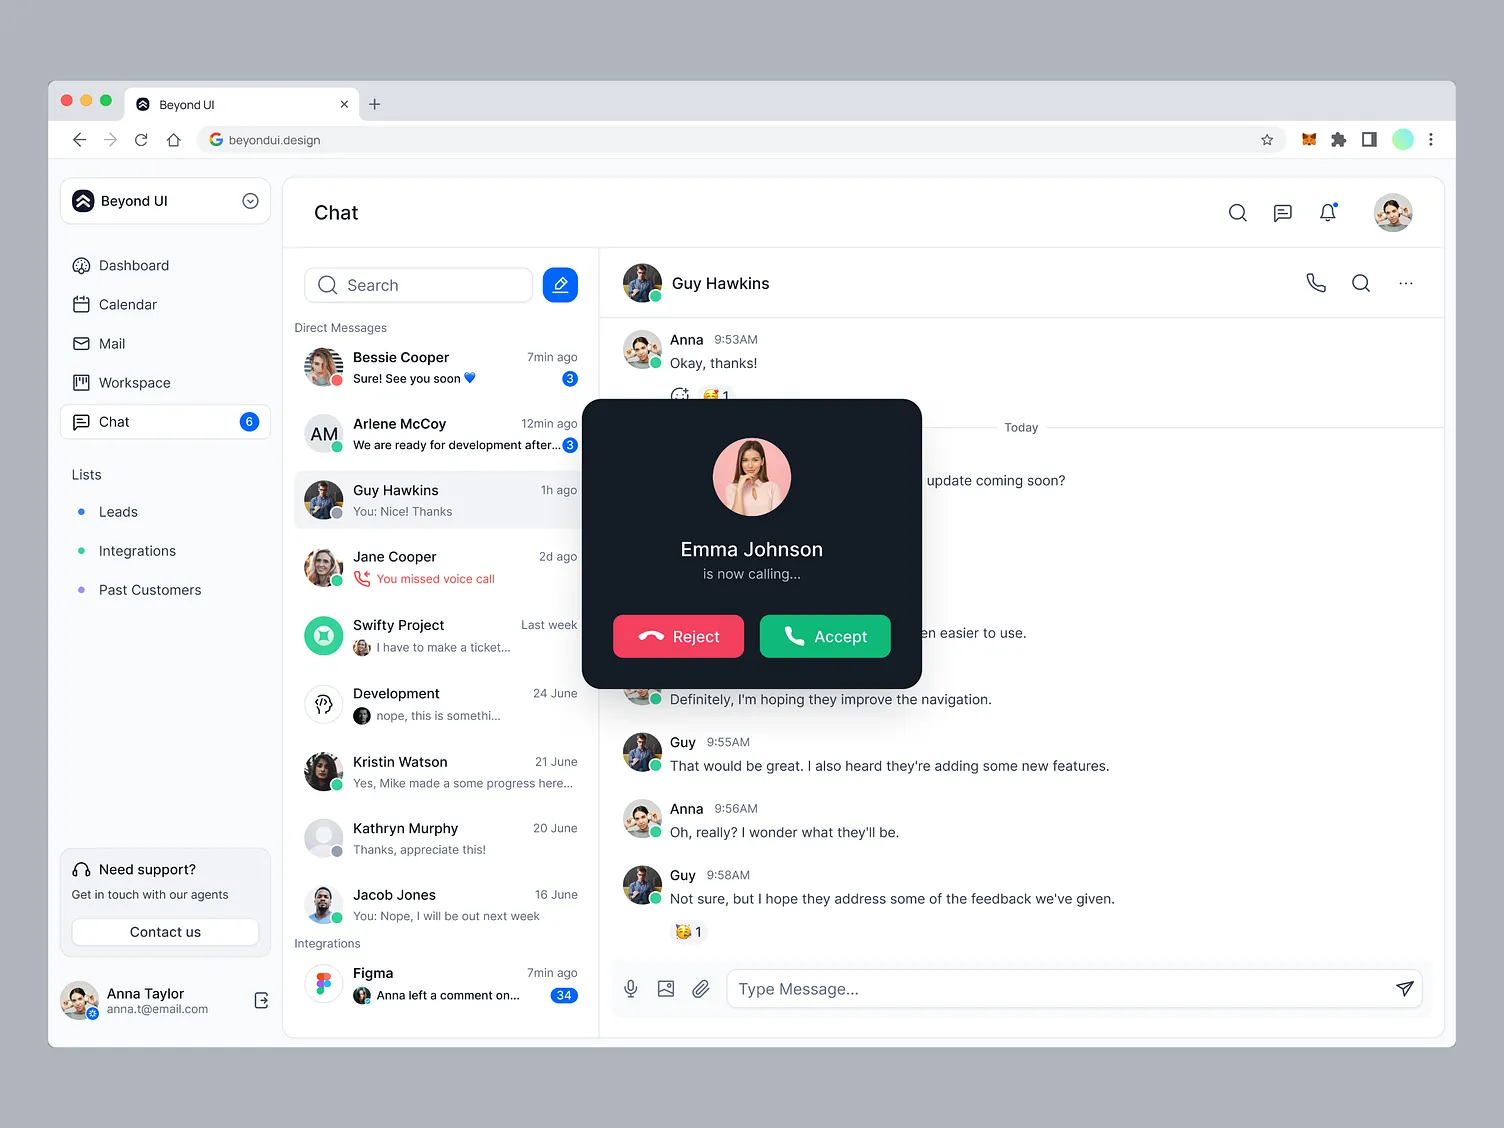 Beyond UI
beyondui.design
Beyond UI
Dashboard
Calendar
Mail
Workspace
Chat
6
Lists
Leads
Integrations
Past Customers
Need support?
Get in touch with our agents
Contact us
Anna Taylor
anna.t@email.com
Chat
Search
Direct Messages
Bessie Cooper
7min ago
Sure! See you soon 💙
3
AM
Arlene McCoy
12min ago
We are ready for development after...
3
Guy Hawkins
1h ago
You: Nice! Thanks
Jane Cooper
2d ago
You missed voice call
Swifty Project
Last week
I have to make a ticket...
Development
24 June
nope, this is somethi...
Kristin Watson
21 June
Yes, Mike made a some progress here...
Kathryn Murphy
20 June
Thanks, appreciate this!
Jacob Jones
16 June
You: Nope, I will be out next week
Integrations
Figma
7min ago
Anna left a comment on...
34
Guy Hawkins
Anna 9:53AM
Okay, thanks!
🥰 1
Today
update coming soon?
Emma Johnson
is now calling...
Reject
Accept
en easier to use.
Definitely, I'm hoping they improve the navigation.
Guy 9:55AM
That would be great. I also heard they're adding some new features.
Anna 9:56AM
Oh, really? I wonder what they'll be.
Guy 9:58AM
Not sure, but I hope they address some of the feedback we've given.
🥳 1
Type Message...